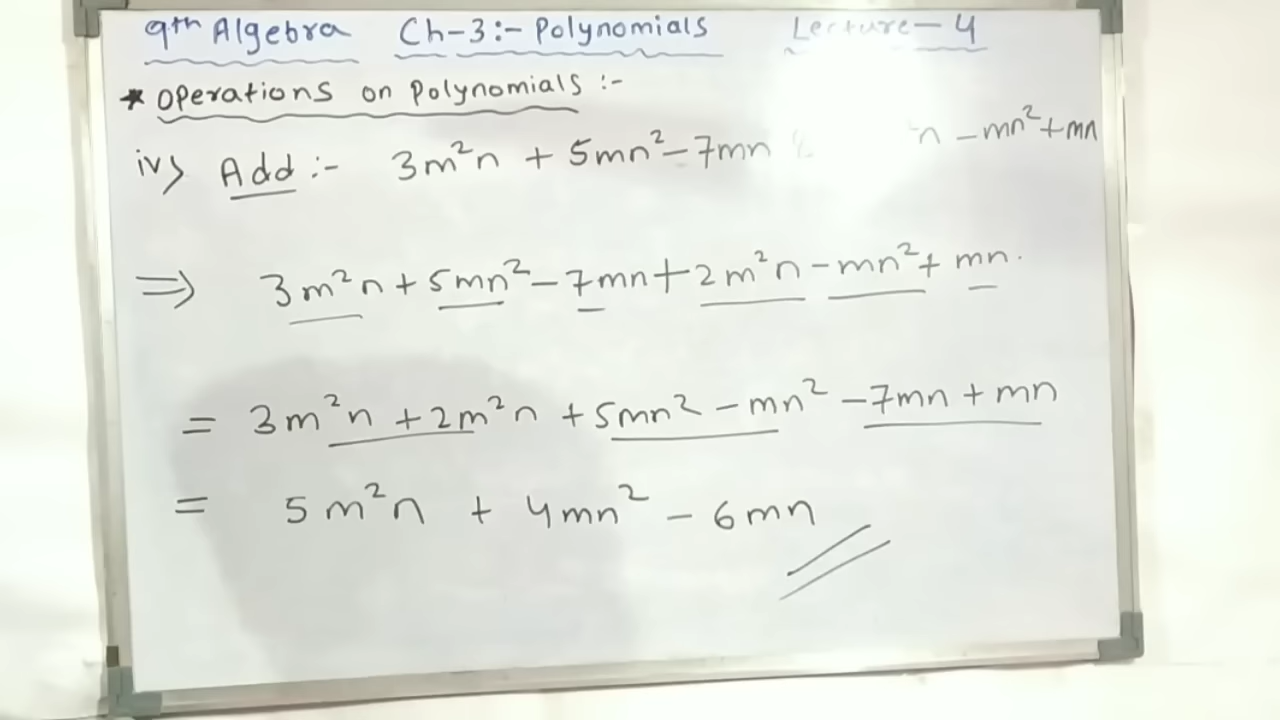 9th Algebra Ch-3:- Polynomials Lecture-4
* Operations on Polynomials :-
iv) Add :- 3m²n + 5mn² - 7mn n - mn² + mn
⇒ 3m²n + 5mn² - 7mn + 2m²n - mn² + mn.
= 3m²n + 2m²n + 5mn² - mn² - 7mn + mn
= 5m²n + 4mn² - 6mn